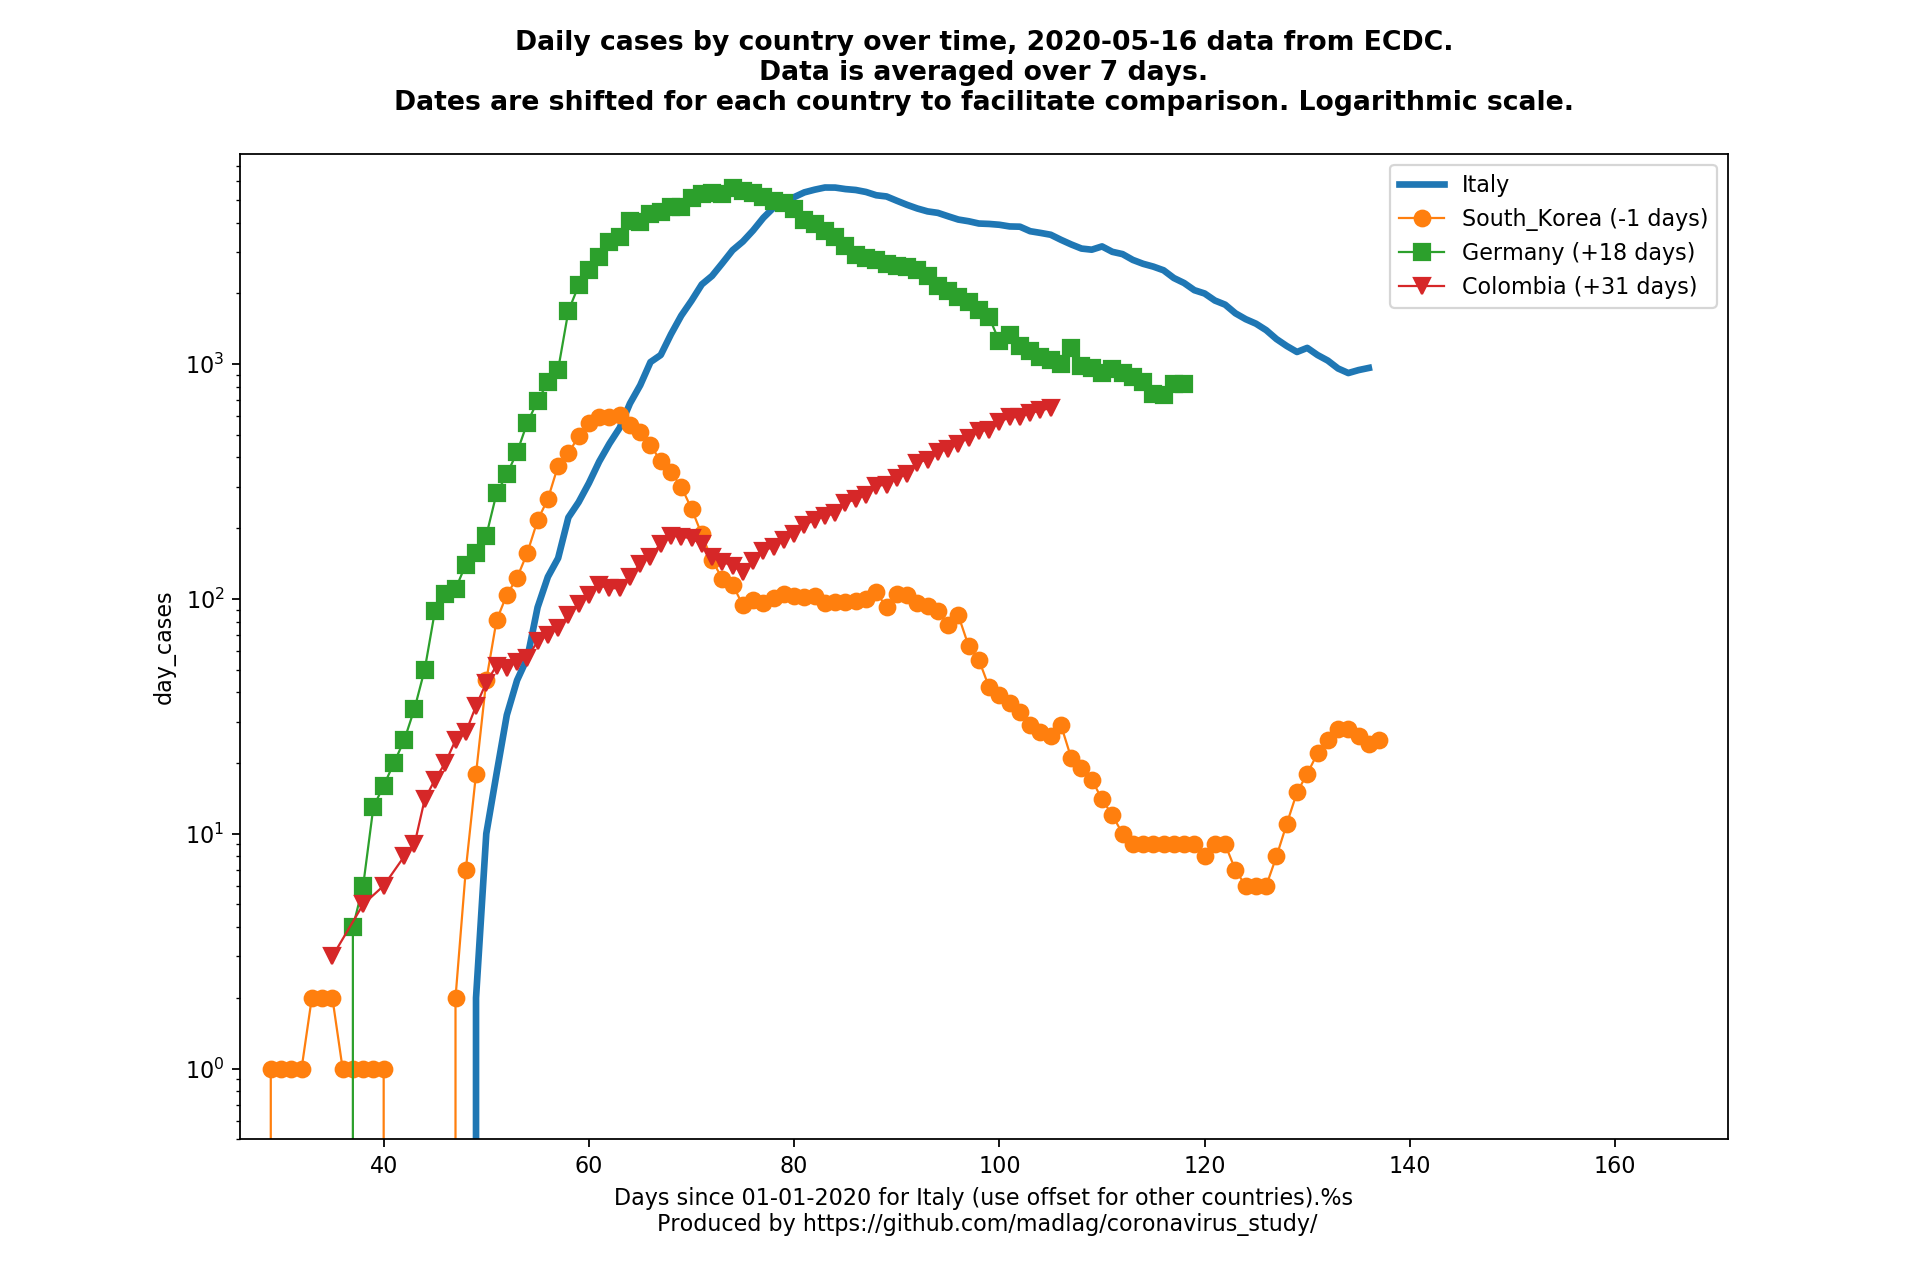 Daily cases by country over time, 2020-05-16 data from ECDC.
Data is averaged over 7 days.
Dates are shifted for each country to facilitate comparison. Logarithmic scale.
Italy
South_Korea (-1 days)
Germany (+18 days)
Colombia (+31 days)
day_cases
10³
10²
10¹
10⁰
40 60 80 100 120 140 160
Days since 01-01-2020 for Italy (use offset for other countries).%s
Produced by https://github.com/madlag/coronavirus_study/